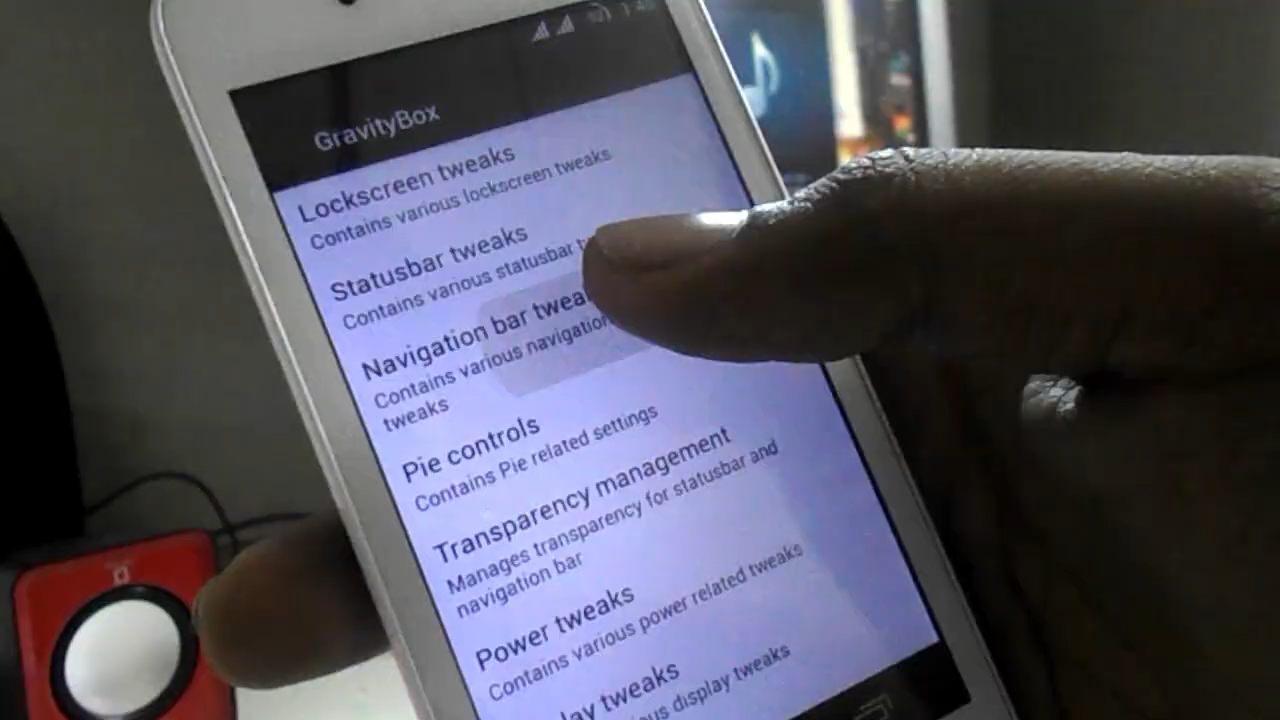 GravityBox
Lockscreen tweaks
Contains various lockscreen tweaks
Statusbar tweaks
Contains various statusbar
Navigation bar
Contains various navigation
tweaks
Pie controls
Contains Pie related settings
Transparency management
Manages transparency for statusbar and
navigation bar
Power tweaks
Contains various power related tweaks
tweaks
display tweaks